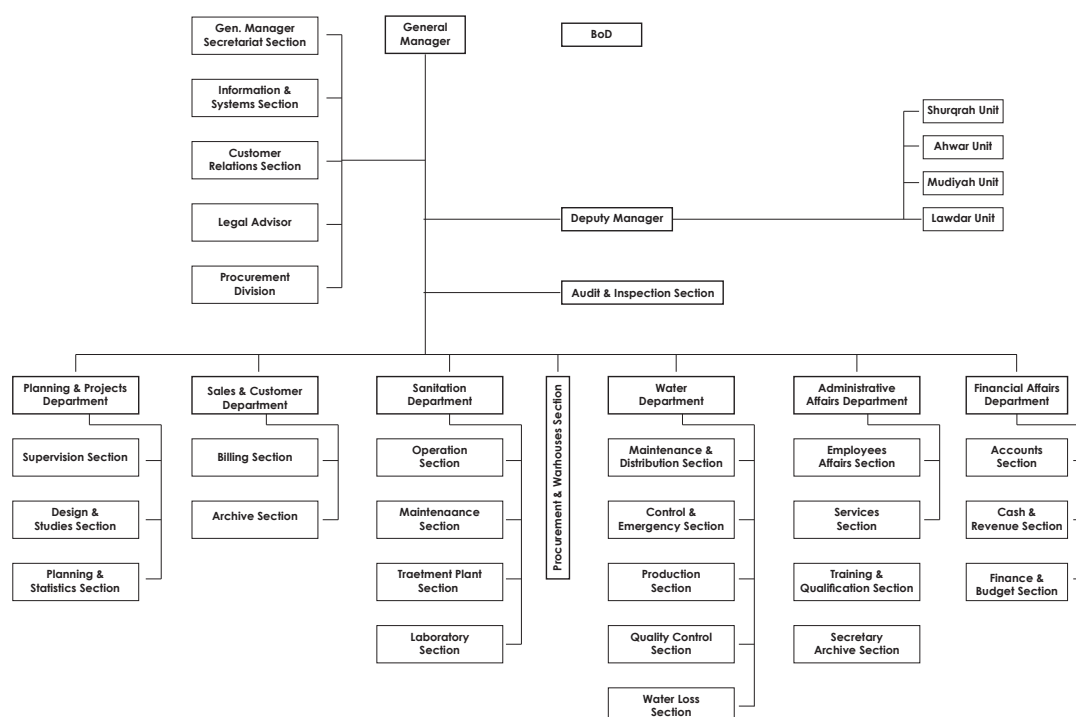 Gen. Manager
Secretariat Section
General
Manager
BoD
Information &
Systems Section
Customer
Relations Section
Legal Advisor
Procurement
Division
Shurqrah Unit
Ahwar Unit
Mudiyah Unit
Lawdar Unit
Deputy Manager
Audit & Inspection Section
Planning & Projects
Department
Supervision Section
Design &
Studies Section
Planning &
Statistics Section
Sales & Customer
Department
Billing Section
Archive Section
Sanitation
Department
Operation
Section
Maintenaance
Section
Traetment Plant
Section
Laboratory
Section
Procurement & Warhouses Section
Water
Department
Maintenance &
Distribution Section
Control &
Emergency Section
Production
Section
Quality Control
Section
Water Loss
Section
Administrative
Affairs Department
Employees
Affairs Section
Services
Section
Training &
Qualification Section
Secretary
Archive Section
Financial Affairs
Department
Accounts
Section
Cash &
Revenue Section
Finance &
Budget Section